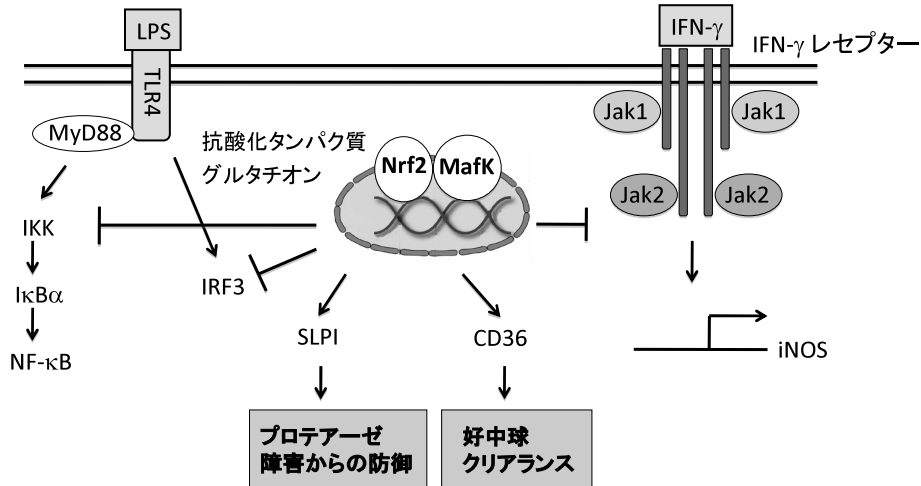 LPS
TLR4
MyD88
IKK
IκBα
NF-κB
IRF3
抗酸化タンパク質
グルタチオン
Nrf2
MafK
SLPI
CD36
プロテアーゼ
障害からの防御
好中球
クリアランス
IFN-γ
IFN-γ レセプター
Jak1
Jak1
Jak2
Jak2
iNOS